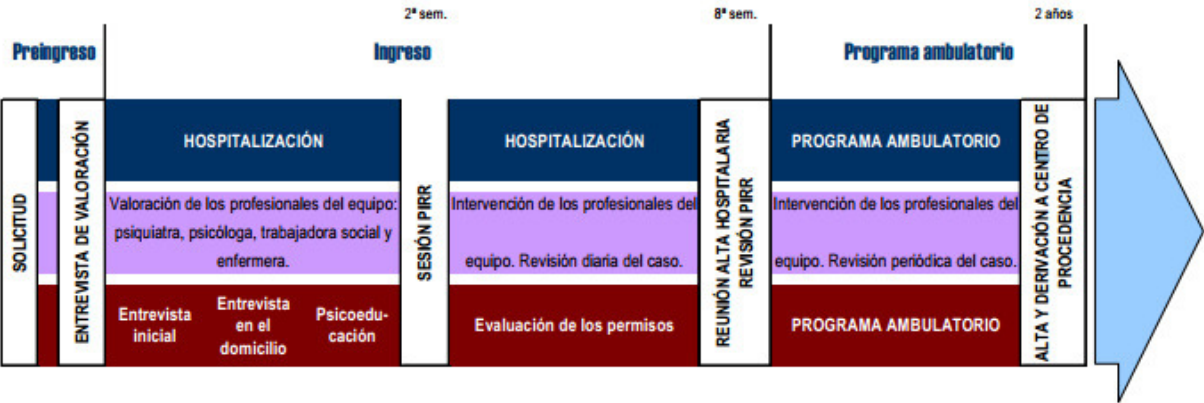 2ª sem.
8ª sem.
2 años
Preingreso
Ingreso
Programa ambulatorio
SOLICITUD
ENTREVISTA DE VALORACIÓN
HOSPITALIZACIÓN
Valoración de los profesionales del equipo:
psiquiatra, psicóloga, trabajadora social y
enfermera.
Entrevista
inicial
Entrevista
en el
domicilio
Psicoedu-
cación
SESIÓN PIRR
HOSPITALIZACIÓN
Intervención de los profesionales del
equipo. Revisión diaria del caso.
Evaluación de los permisos
REUNIÓN ALTA HOSPITALARIA
REVISIÓN PIRR
PROGRAMA AMBULATORIO
Intervención de los profesionales del
equipo. Revisión periódica del caso.
PROGRAMA AMBULATORIO
ALTA Y DERIVACIÓN A CENTRO DE
PROCEDENCIA